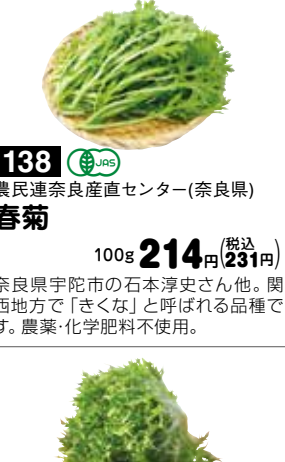 138 JAS
農民連奈良産直センター(奈良県)
春菊
100g 214円(税込231円)
奈良県宇陀市の石本淳史さん他。関
西地方で「きくな」と呼ばれる品種で
す。農薬・化学肥料不使用。